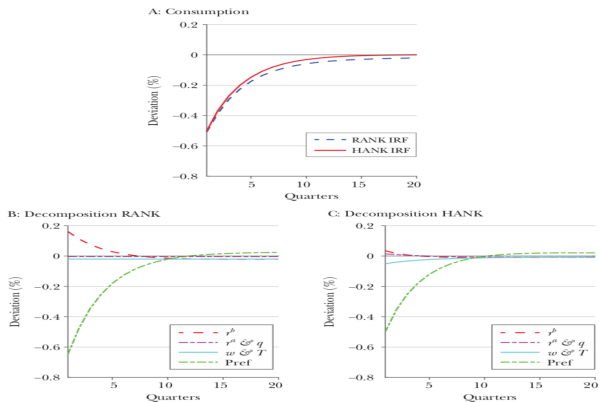 A: Consumption
0.2
0
−0.2
−0.4
−0.6
−0.8
Deviation (%)
RANK IRF
HANK IRF
5
10
15
20
Quarters
B: Decomposition RANK
0.2
0
−0.2
−0.4
−0.6
−0.8
Deviation (%)
r^b
r^a & q
w & T
Pref
5
10
15
20
Quarters
C: Decomposition HANK
0.2
0
−0.2
−0.4
−0.6
−0.8
Deviation (%)
r^b
r^a & q
w & T
Pref
5
10
15
20
Quarters